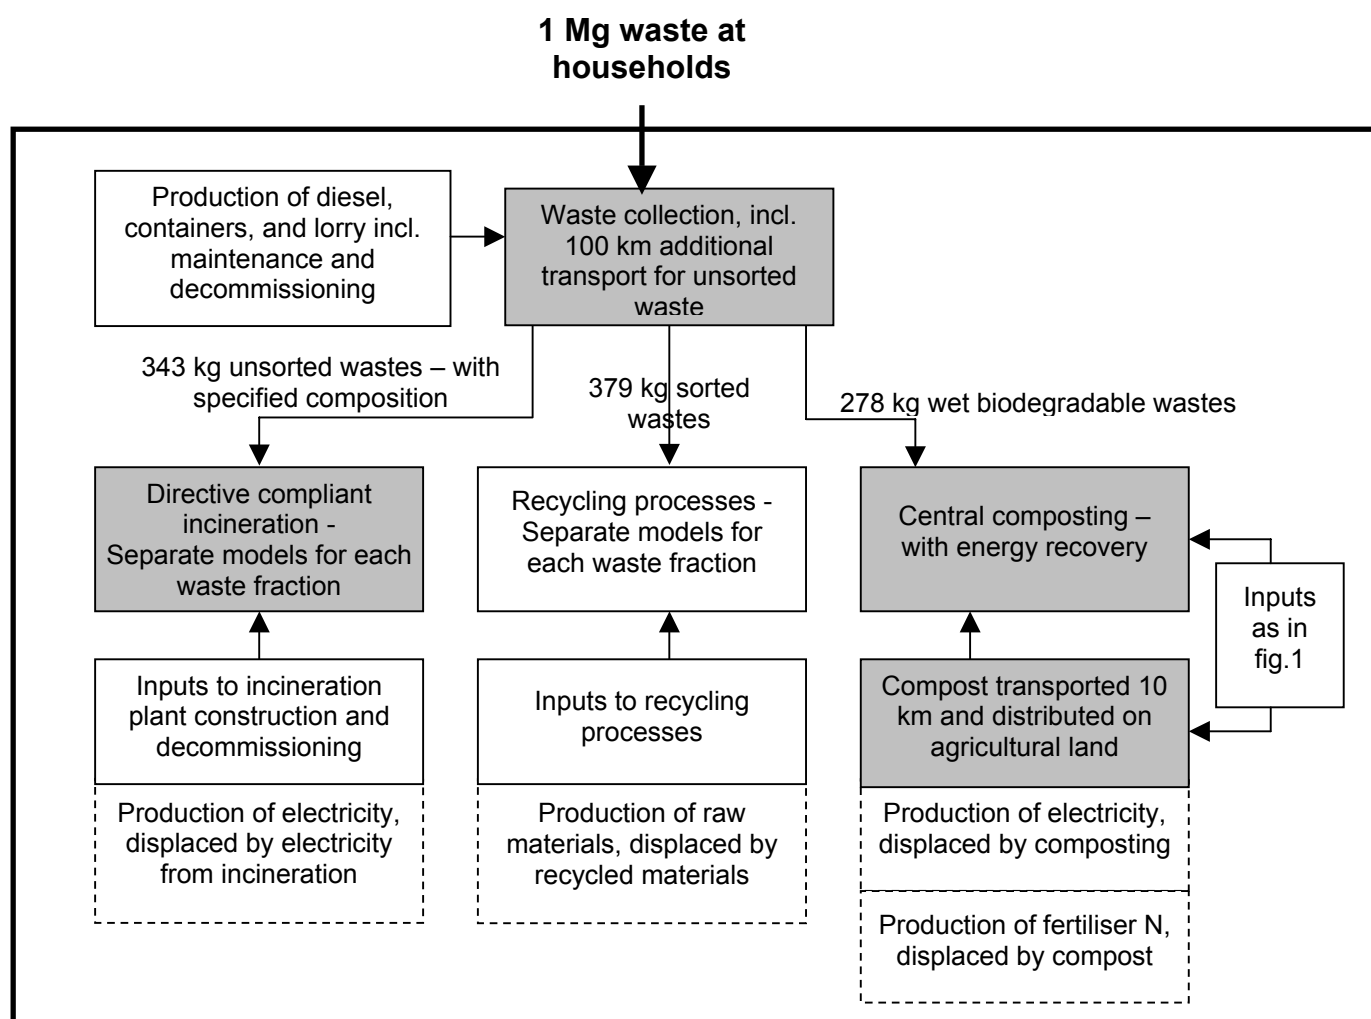 1 Mg waste at
households
Production of diesel,
containers, and lorry incl.
maintenance and
decommissioning
Waste collection, incl.
100 km additional
transport for unsorted
waste
343 kg unsorted wastes – with
specified composition
379 kg sorted
wastes
278 kg wet biodegradable wastes
Directive compliant
incineration -
Separate models for each
waste fraction
Recycling processes -
Separate models for
each waste fraction
Central composting –
with energy recovery
Inputs
as in
fig.1
Inputs to incineration
plant construction and
decommissioning
Inputs to recycling
processes
Compost transported 10
km and distributed on
agricultural land
Production of electricity,
displaced by electricity
from incineration
Production of raw
materials, displaced by
recycled materials
Production of electricity,
displaced by composting
Production of fertiliser N,
displaced by compost